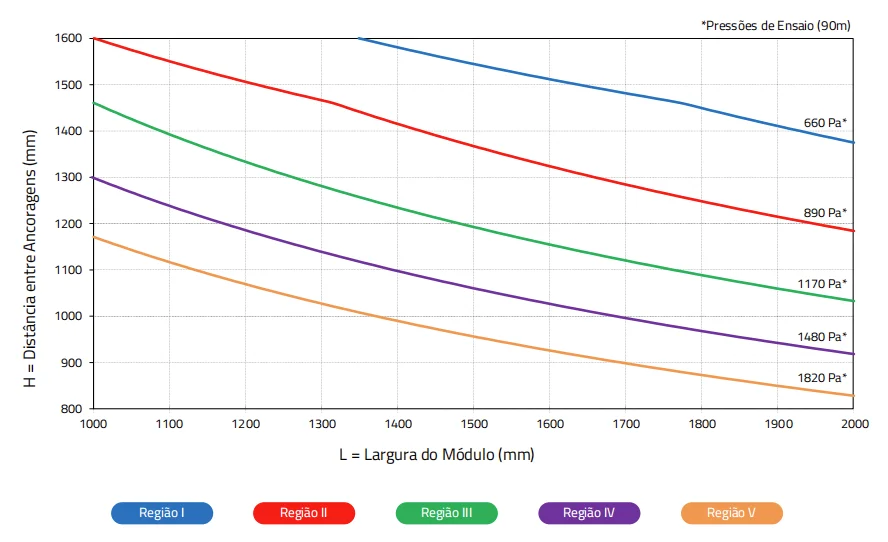 *Pressões de Ensaio (90m)
H = Distância entre Ancoragens (mm)
1600
1500
1400
1300
1200
1100
1000
900
800
660 Pa*
890 Pa*
1170 Pa*
1480 Pa*
1820 Pa*
1000 1100 1200 1300 1400 1500 1600 1700 1800 1900 2000
L = Largura do Módulo (mm)
Região I Região II Região III Região IV Região V